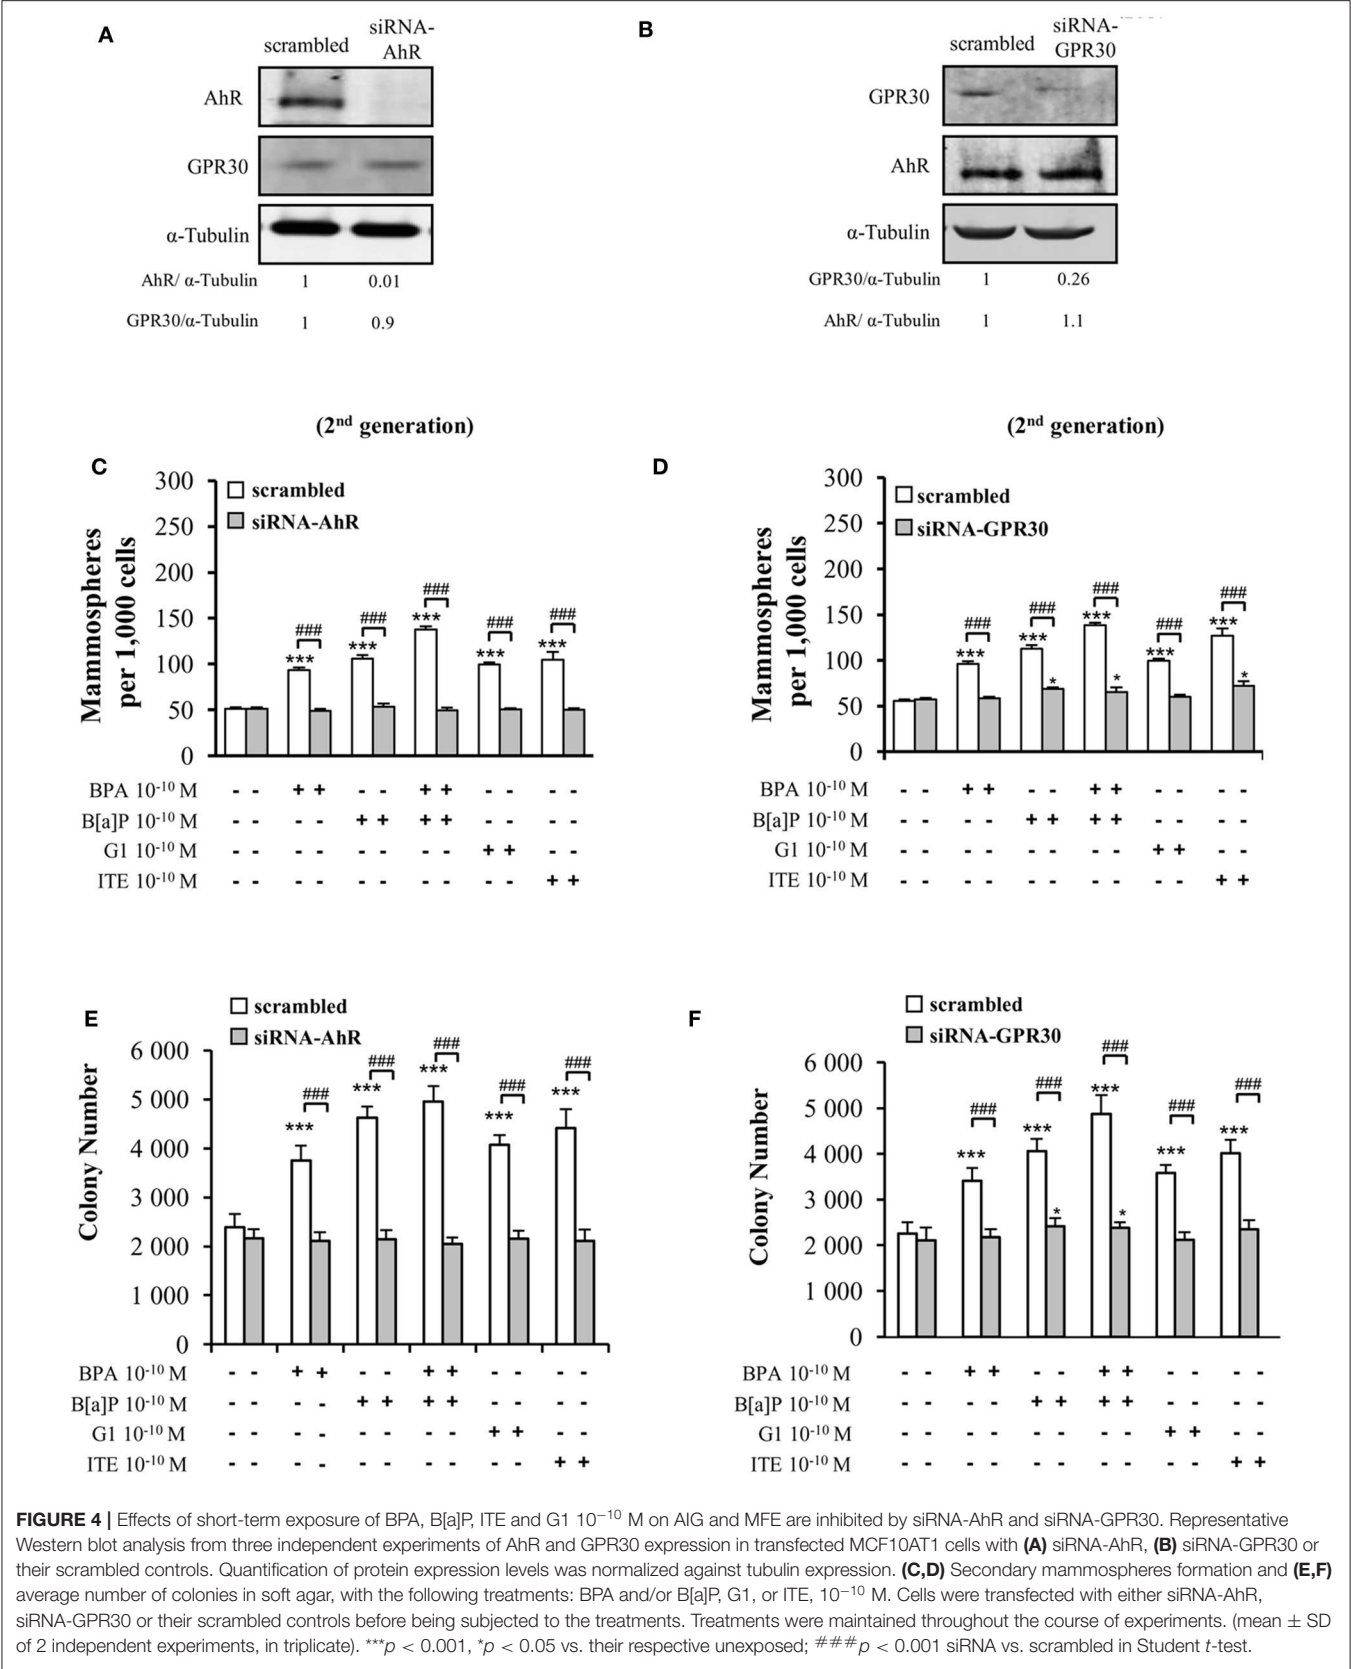 A
scrambled
siRNA-
AhR
AhR
GPR30
α-Tubulin
AhR/ α-Tubulin 1 0.01
GPR30/α-Tubulin 1 0.9
B
scrambled
siRNA-
GPR30
GPR30
AhR
α-Tubulin
GPR30/α-Tubulin 1 0.26
AhR/ α-Tubulin 1 1.1
(2nd generation)
C
scrambled
siRNA-AhR
Mammospheres
per 1,000 cells
300
250
200
150
100
50
0
*** ### *** ### *** ### *** ### *** ###
BPA 10-10 M - - + + - - + + - - - -
B[a]P 10-10 M - - - - + + + + - - - -
G1 10-10 M - - - - - - - - + + - -
ITE 10-10 M - - - - - - - - - - + +
(2nd generation)
D
scrambled
siRNA-GPR30
Mammospheres
per 1,000 cells
300
250
200
150
100
50
0
*** ### *** ### * *** ### * *** ### *** ### *
BPA 10-10 M - - + + - - + + - - - -
B[a]P 10-10 M - - - - + + + + - - - -
G1 10-10 M - - - - - - - - + + - -
ITE 10-10 M - - - - - - - - - - + +
E
scrambled
siRNA-AhR
Colony Number
6 000
5 000
4 000
3 000
2 000
1 000
0
*** ### *** ### *** ### *** ### *** ###
BPA 10-10 M - - + + - - + + - - - -
B[a]P 10-10 M - - - - + + + + - - - -
G1 10-10 M - - - - - - - - + + - -
ITE 10-10 M - - - - - - - - - - + +
F
scrambled
siRNA-GPR30
Colony Number
6 000
5 000
4 000
3 000
2 000
1 000
0
*** ### *** ### * *** ### * *** ### *** ###
BPA 10-10 M - - + + - - + + - - - -
B[a]P 10-10 M - - - - + + + + - - - -
G1 10-10 M - - - - - - - - + + - -
ITE 10-10 M - - - - - - - - - - + +
FIGURE 4 | Effects of short-term exposure of BPA, B[a]P, ITE and G1 10−10 M on AIG and MFE are inhibited by siRNA-AhR and siRNA-GPR30. Representative
Western blot analysis from three independent experiments of AhR and GPR30 expression in transfected MCF10AT1 cells with (A) siRNA-AhR, (B) siRNA-GPR30 or
their scrambled controls. Quantification of protein expression levels was normalized against tubulin expression. (C,D) Secondary mammospheres formation and (E,F)
average number of colonies in soft agar, with the following treatments: BPA and/or B[a]P, G1, or ITE, 10−10 M. Cells were transfected with either siRNA-AhR,
siRNA-GPR30 or their scrambled controls before being subjected to the treatments. Treatments were maintained throughout the course of experiments. (mean ± SD
of 2 independent experiments, in triplicate). ***p < 0.001, *p < 0.05 vs. their respective unexposed; ###p < 0.001 siRNA vs. scrambled in Student t-test.